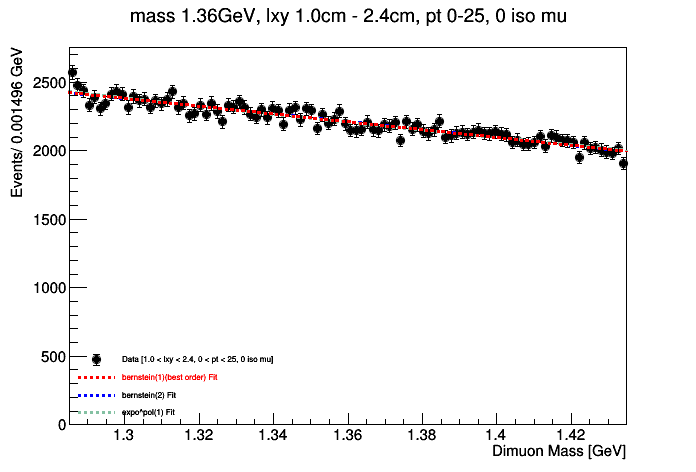 mass 1.36GeV, lxy 1.0cm - 2.4cm, pt 0-25, 0 iso mu
Events/ 0.001496 GeV
2500
2000
1500
1000
500
0
Data [1.0 < lxy < 2.4, 0 < pt < 25, 0 iso mu]
bernstein(1)(best order) Fit
bernstein(2) Fit
expo^pol(1) Fit
1.3 1.32 1.34 1.36 1.38 1.4 1.42
Dimuon Mass [GeV]